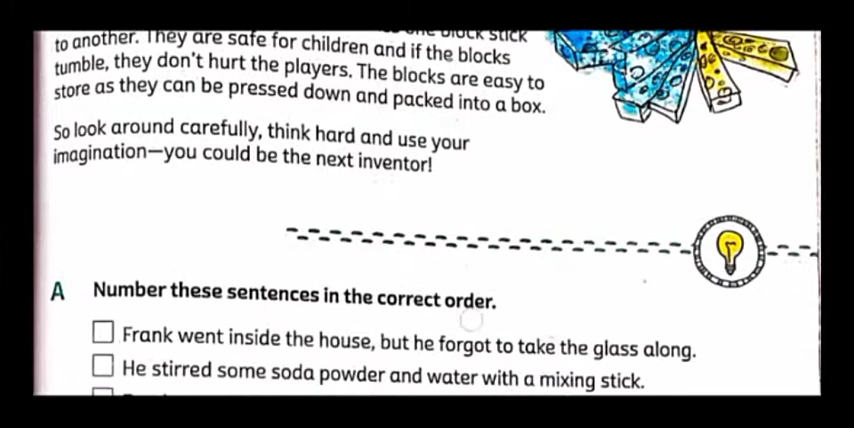 one block stick
to another. They are safe for children and if the blocks
tumble, they don't hurt the players. The blocks are easy to
store as they can be pressed down and packed into a box.
So look around carefully, think hard and use your
imagination—you could be the next inventor!
A Number these sentences in the correct order.
Frank went inside the house, but he forgot to take the glass along.
He stirred some soda powder and water with a mixing stick.